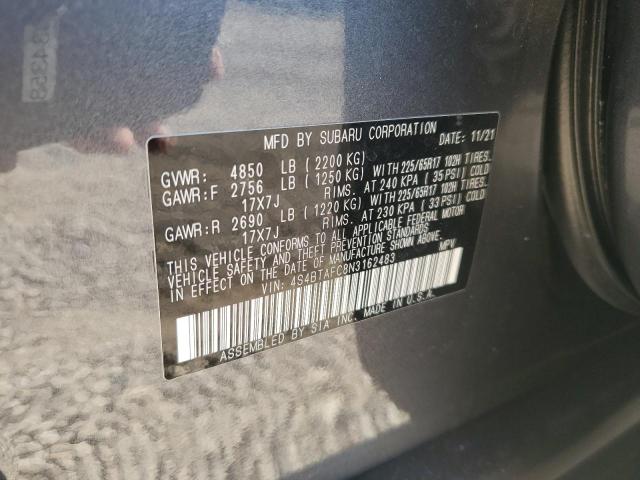 MFD BY SUBARU CORPORATION DATE: 11/21
GVWR: 4850 LB (2200 KG)
GAWR:F 2756 LB (1250 KG) WITH 225/65R17 102H TIRES.
17X7J RIMS. AT 240 KPA (35 PSI) COLD
GAWR:R 2690 LB (1220 KG) WITH 225/65R17 102H TIRES.
17X7J RIMS. AT 230 KPA (33 PSI) COLD
THIS VEHICLE CONFORMS TO ALL APPLICABLE FEDERAL MOTOR
VEHICLE SAFETY AND THEFT PREVENTION STANDARDS
IN EFFECT ON THE DATE OF MANUFACTURE SHOWN ABOVE.
VIN: 4S4BTAFC8N3162483 MPV
ASSEMBLED BY SIA INC. MADE IN U.S.A.